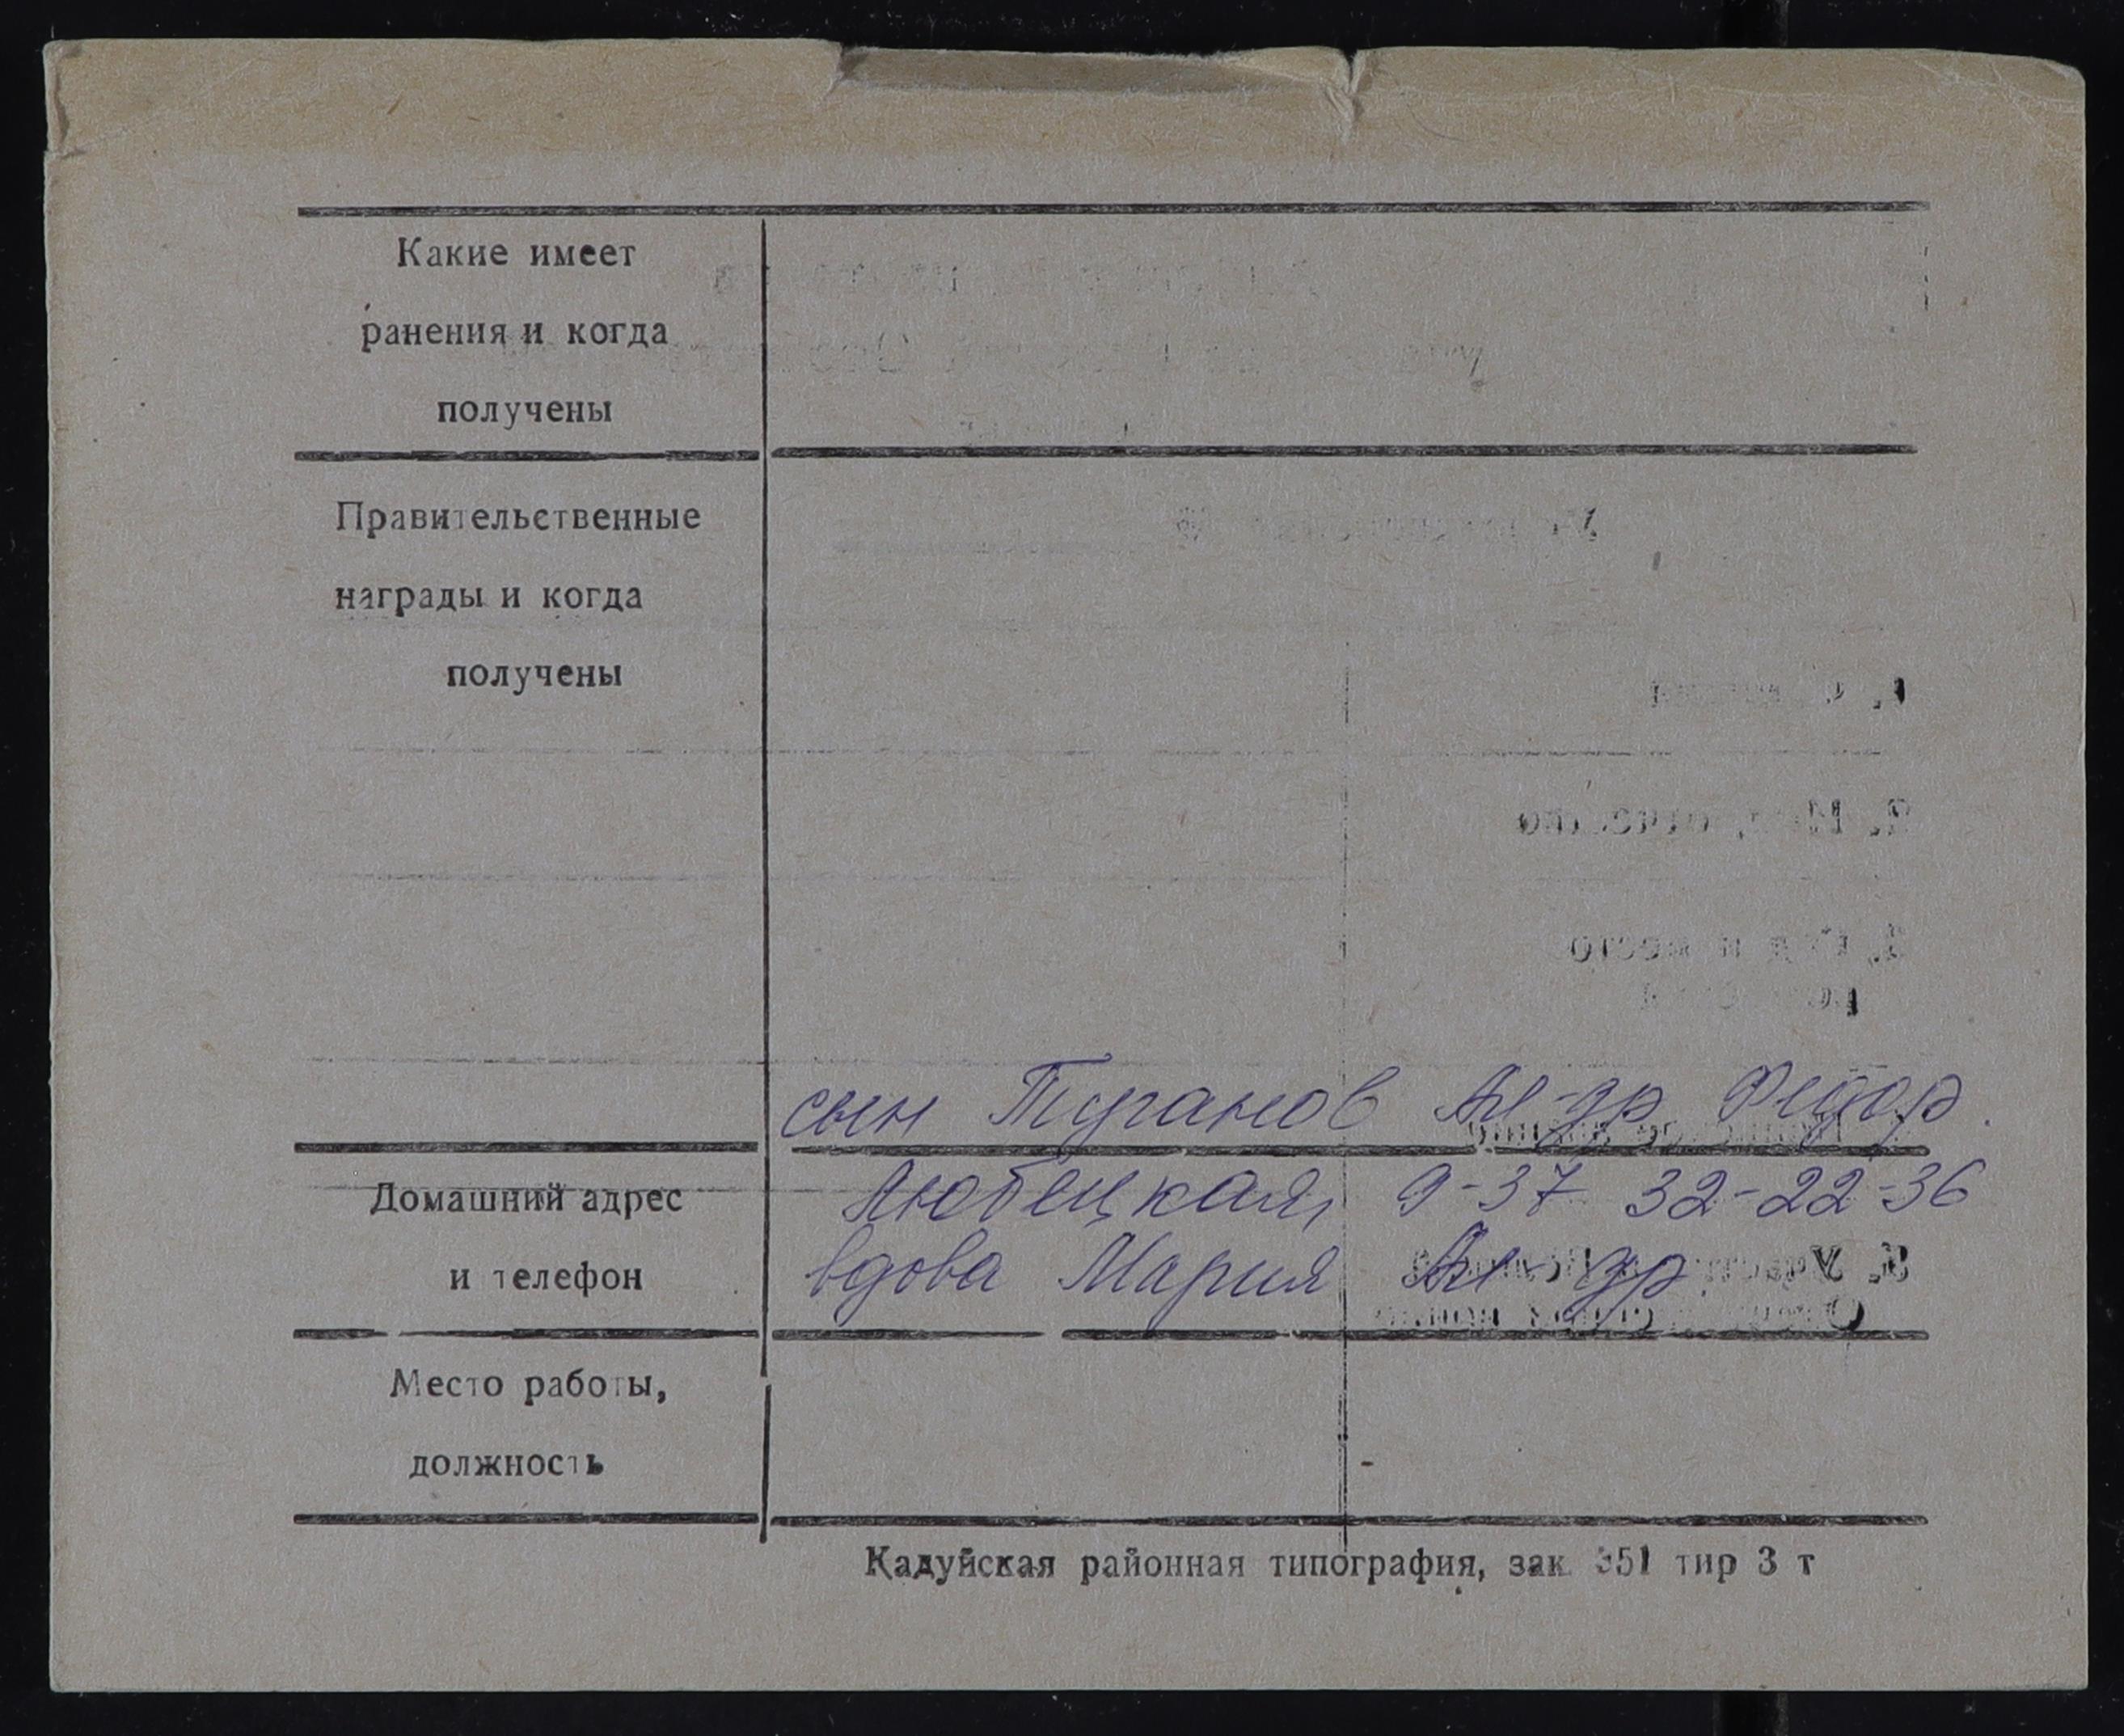 Какие имеет
ранения и когда
получены
Правительственные
награды и когда
получены
сын Туганов Ал-др Федор.
Домашний адрес
Любецкая, 9-37 32-22-36
и телефон
вдова Мария Ал-др.
Место работы,
должность
Кадуйская районная типография, зак. 351 тир 3 т